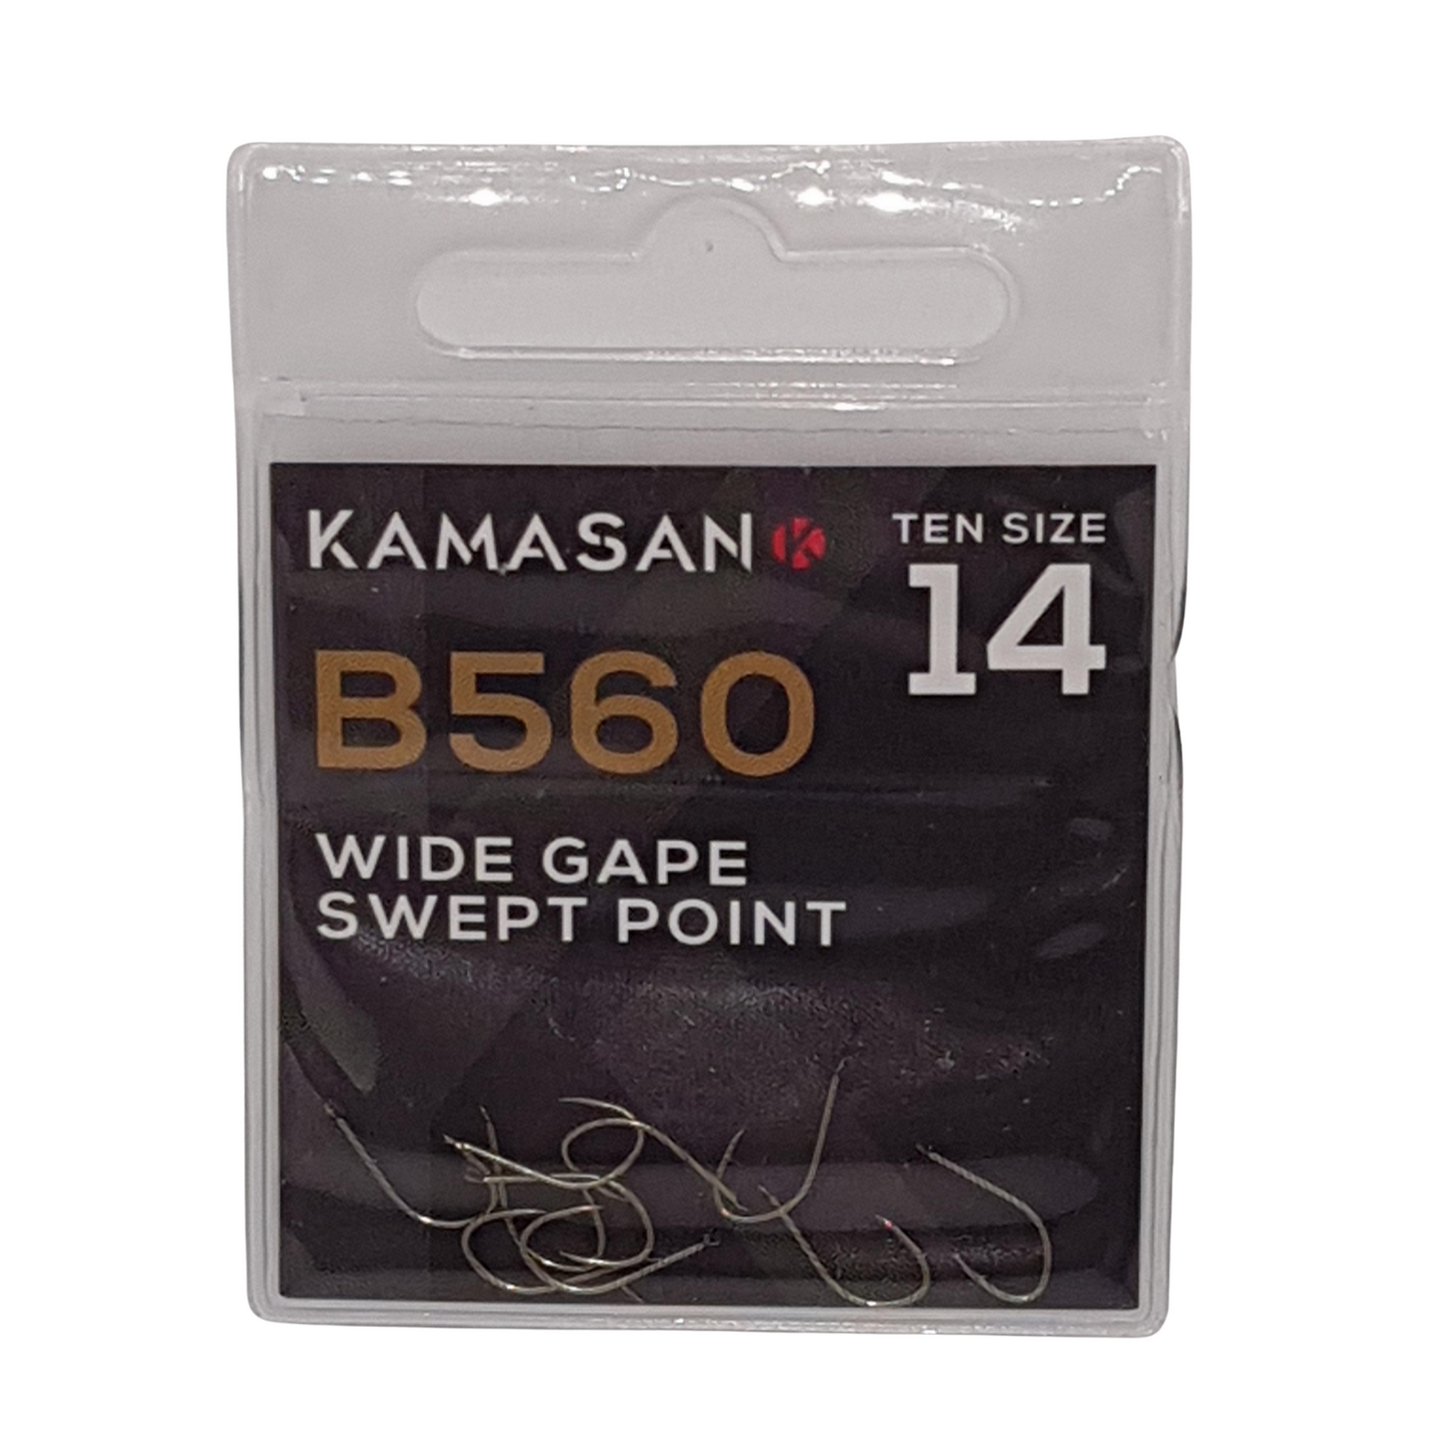 KAMASAN K
TEN SIZE
14
B560
WIDE GAPE
SWEPT POINT